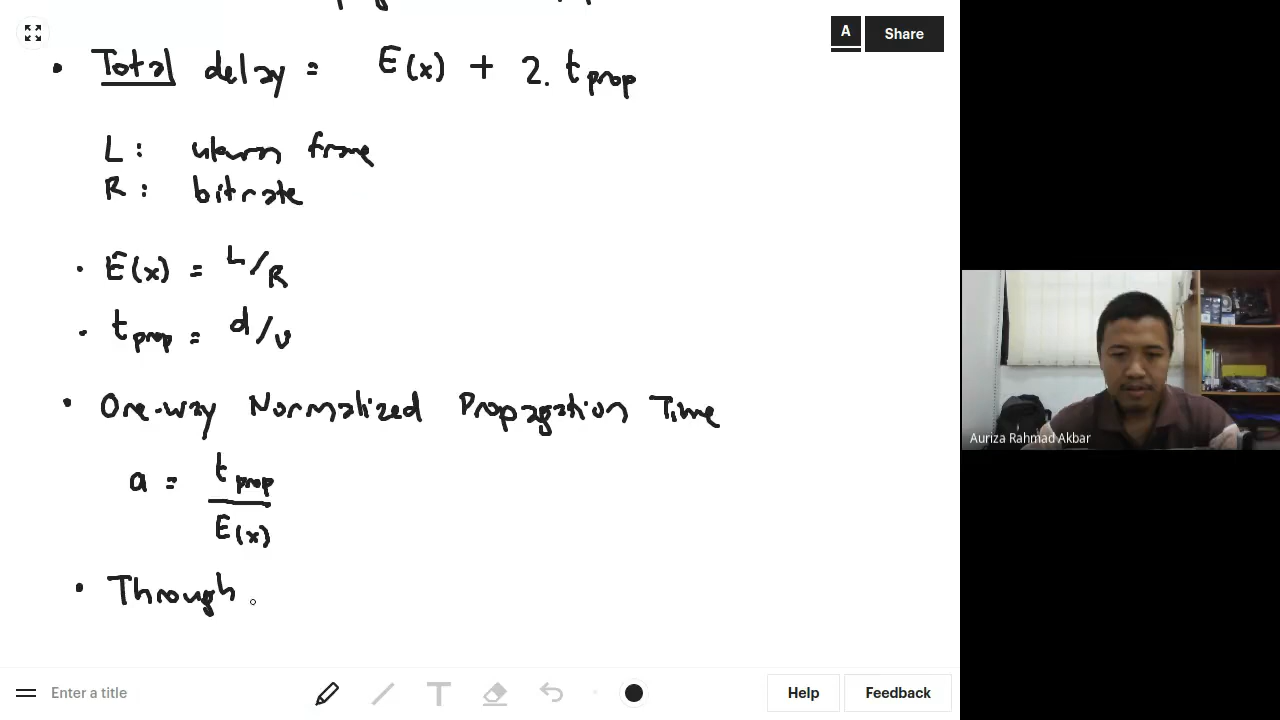 A
Share
• Total delay = E(x) + 2. tprop
L: ukuran frame
R: bitrate
• E(x) = L/R
• tprop = d/v
• One-way Normalized Propagation Time
a = tprop / E(x)
• Through
Auriza Rahmad Akbar
Enter a title
T
Help
Feedback